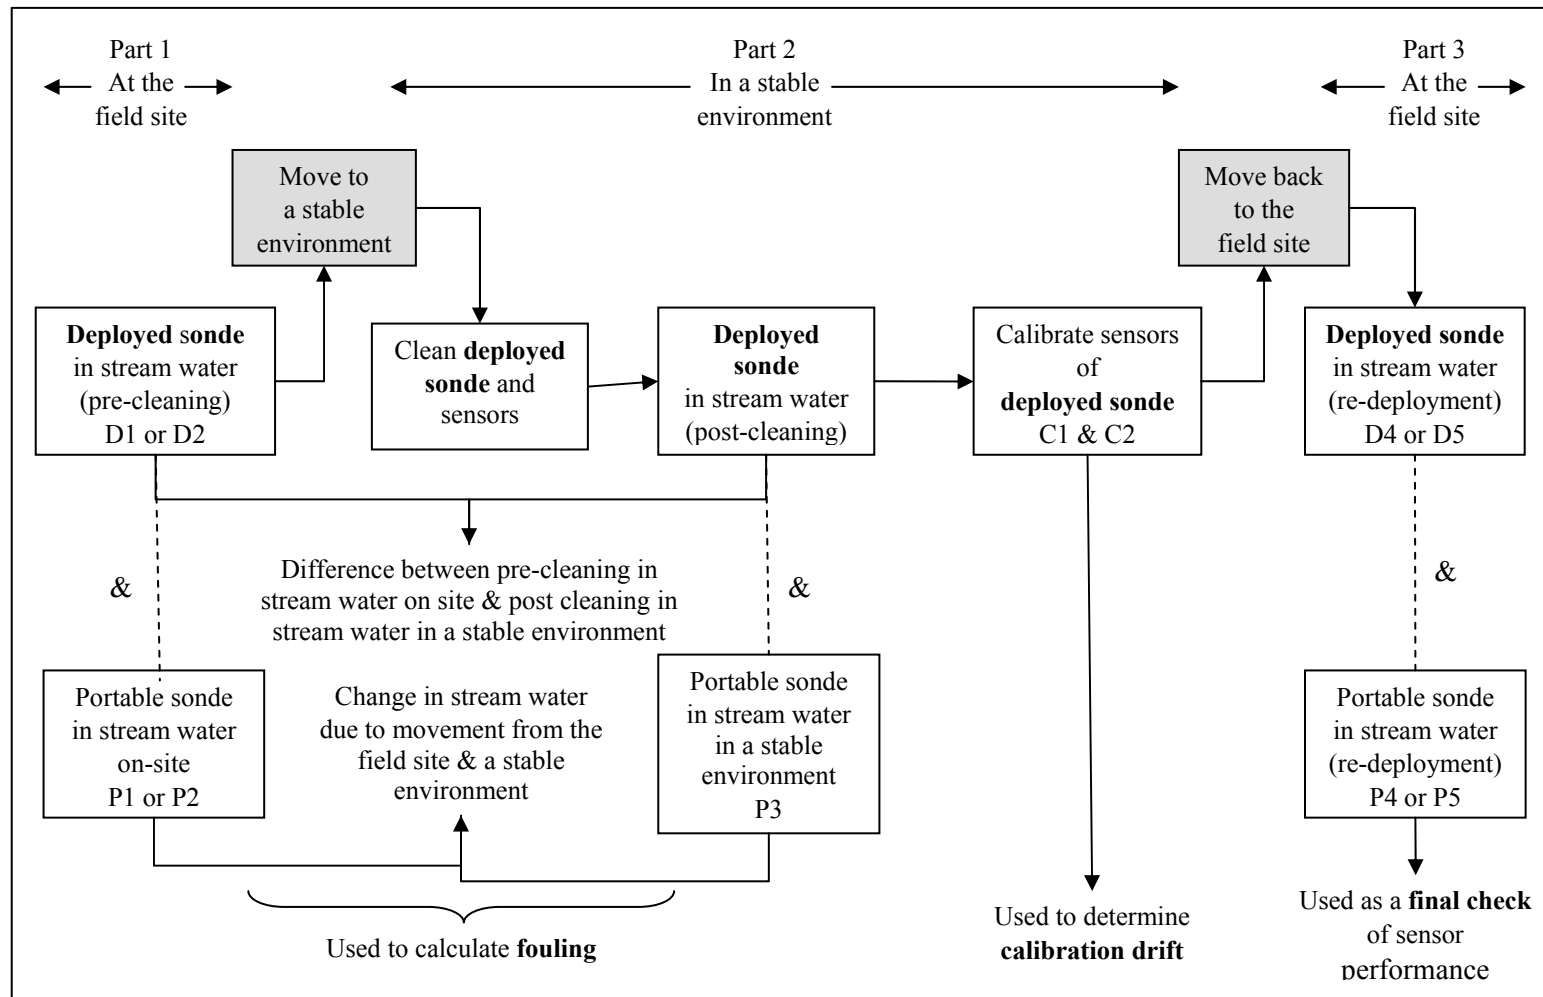 Part 1
At the
field site
Part 2
In a stable
environment
Part 3
At the
field site
Move to
a stable
environment
Move back
to the
field site
Deployed sonde
in stream water
(pre-cleaning)
D1 or D2
Clean deployed
sonde and
sensors
Deployed
sonde
in stream water
(post-cleaning)
Calibrate sensors
of
deployed sonde
C1 & C2
Deployed sonde
in stream water
(re-deployment)
D4 or D5
&
Difference between pre-cleaning in
stream water on site & post cleaning in
stream water in a stable environment
&
&
Portable sonde
in stream water
on-site
P1 or P2
Change in stream water
due to movement from the
field site & a stable
environment
Portable sonde
in stream water
in a stable
environment
P3
Portable sonde
in stream water
(re-deployment)
P4 or P5
Used to calculate fouling
Used to determine
calibration drift
Used as a final check
of sensor
performance